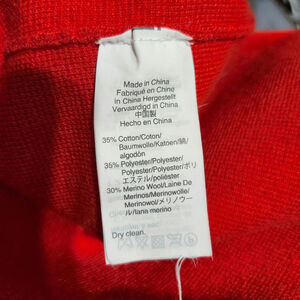 Made in China
Fabriqué en Chine
in China Hergestellt
Vervaardigd in China
中国製
Hecho en China
35% Cotton/Coton/
Baumwolle/Katoen/綿/
algodón
35% Polyester/Polyester/
Polyester/Polyester/ポリ
エステル/poliéster
30% Merino Wool/Laine De
Merinos/Merinowolle/
Merinowol/メリノウー
ル/lana merino
Dry clean.